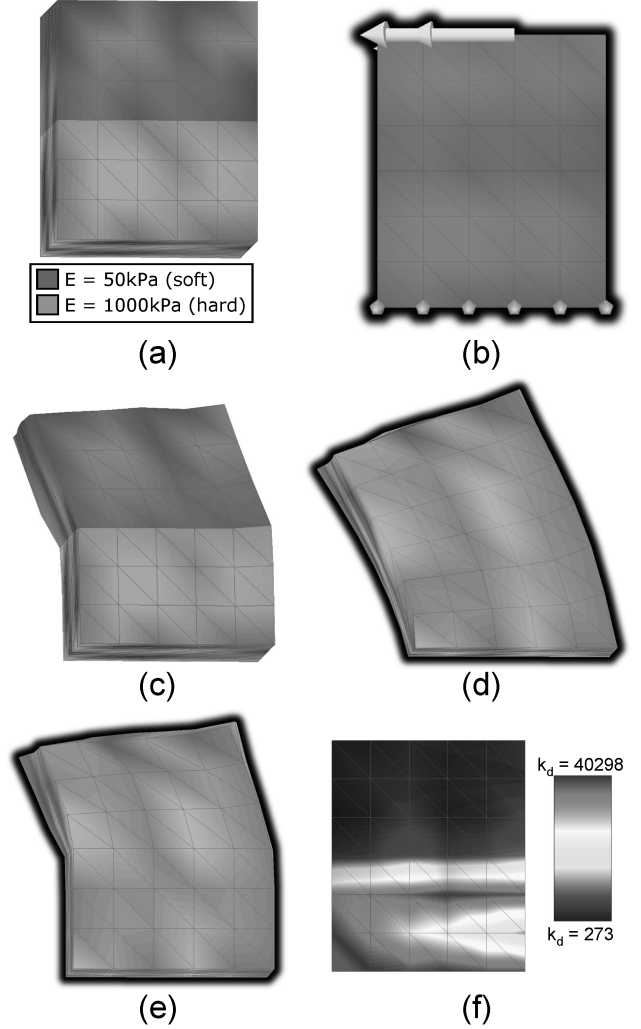 E = 50kPa (soft)
E = 1000kPa (hard)
(a)
(b)
(c)
(d)
k_d = 40298
k_d = 273
(e)
(f)